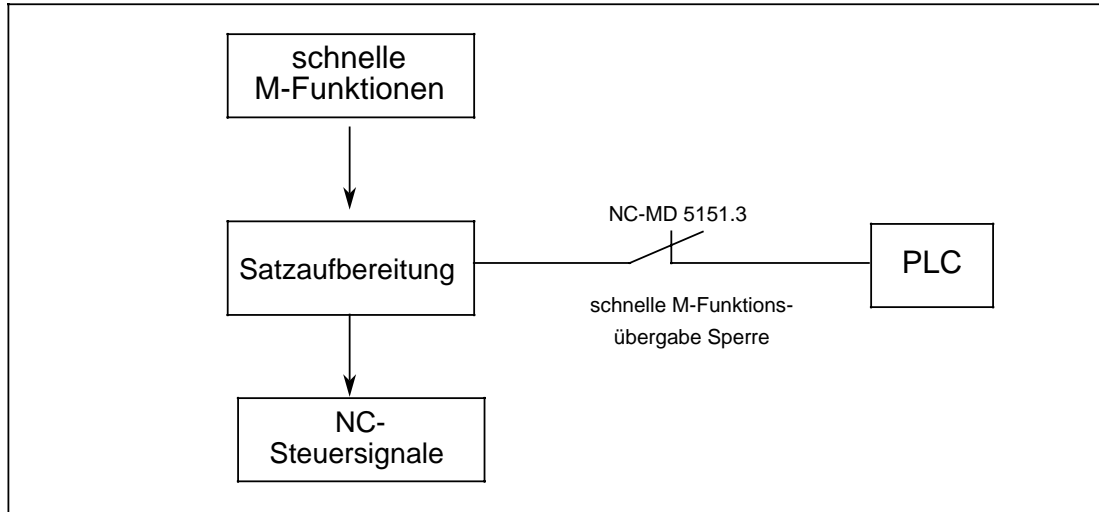 schnelle
M-Funktionen
NC-MD 5151.3
Satzaufbereitung
PLC
schnelle M-Funktions-
übergabe Sperre
NC-
Steuersignale